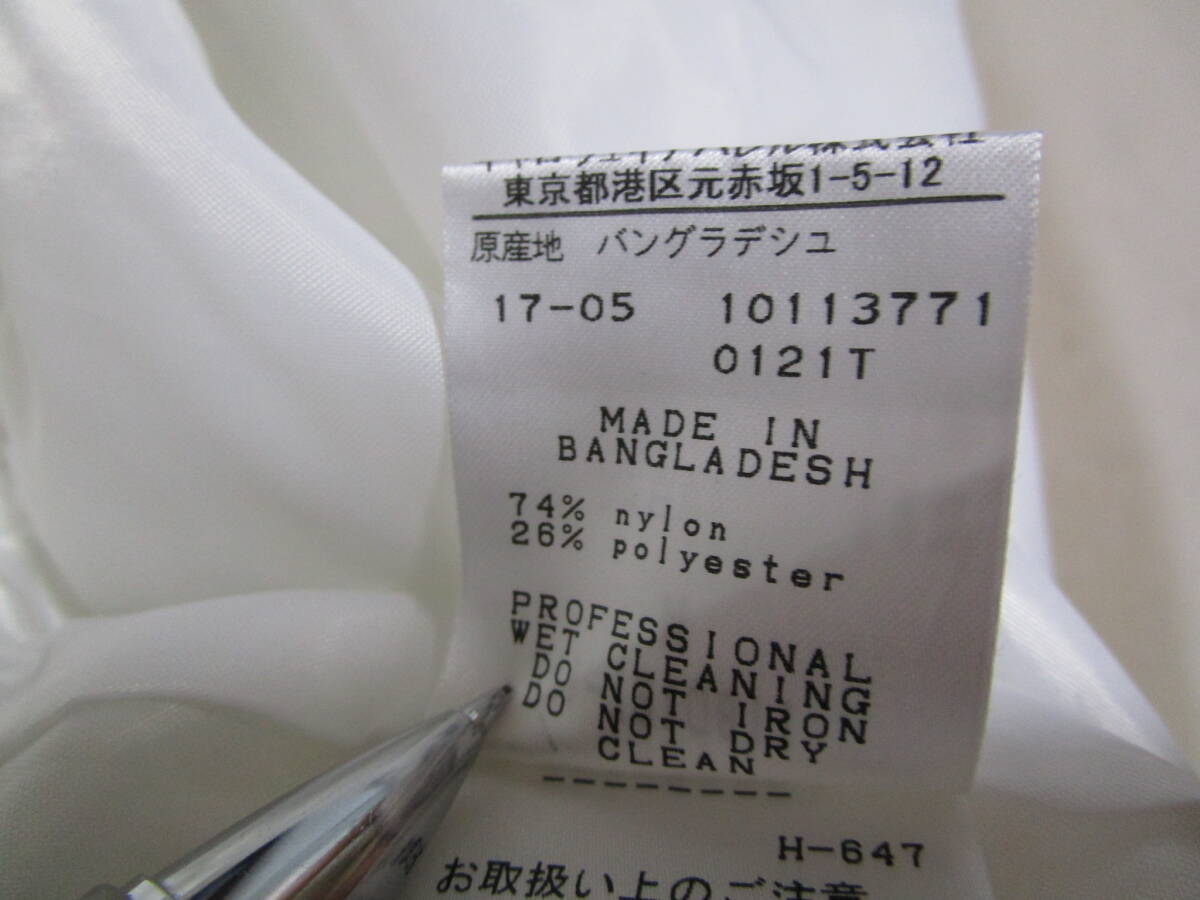 東京都港区元赤坂1-5-12
原産地 バングラデシユ
17-05 10113771
0121T
MADE IN
BANGLADESH
74% nylon
26% polyester
PROFESSIONAL
WET CLEANING
DO NOT IRON
DO NOT DRY
CLEAN
--------
H-647
お取扱い上のご注意